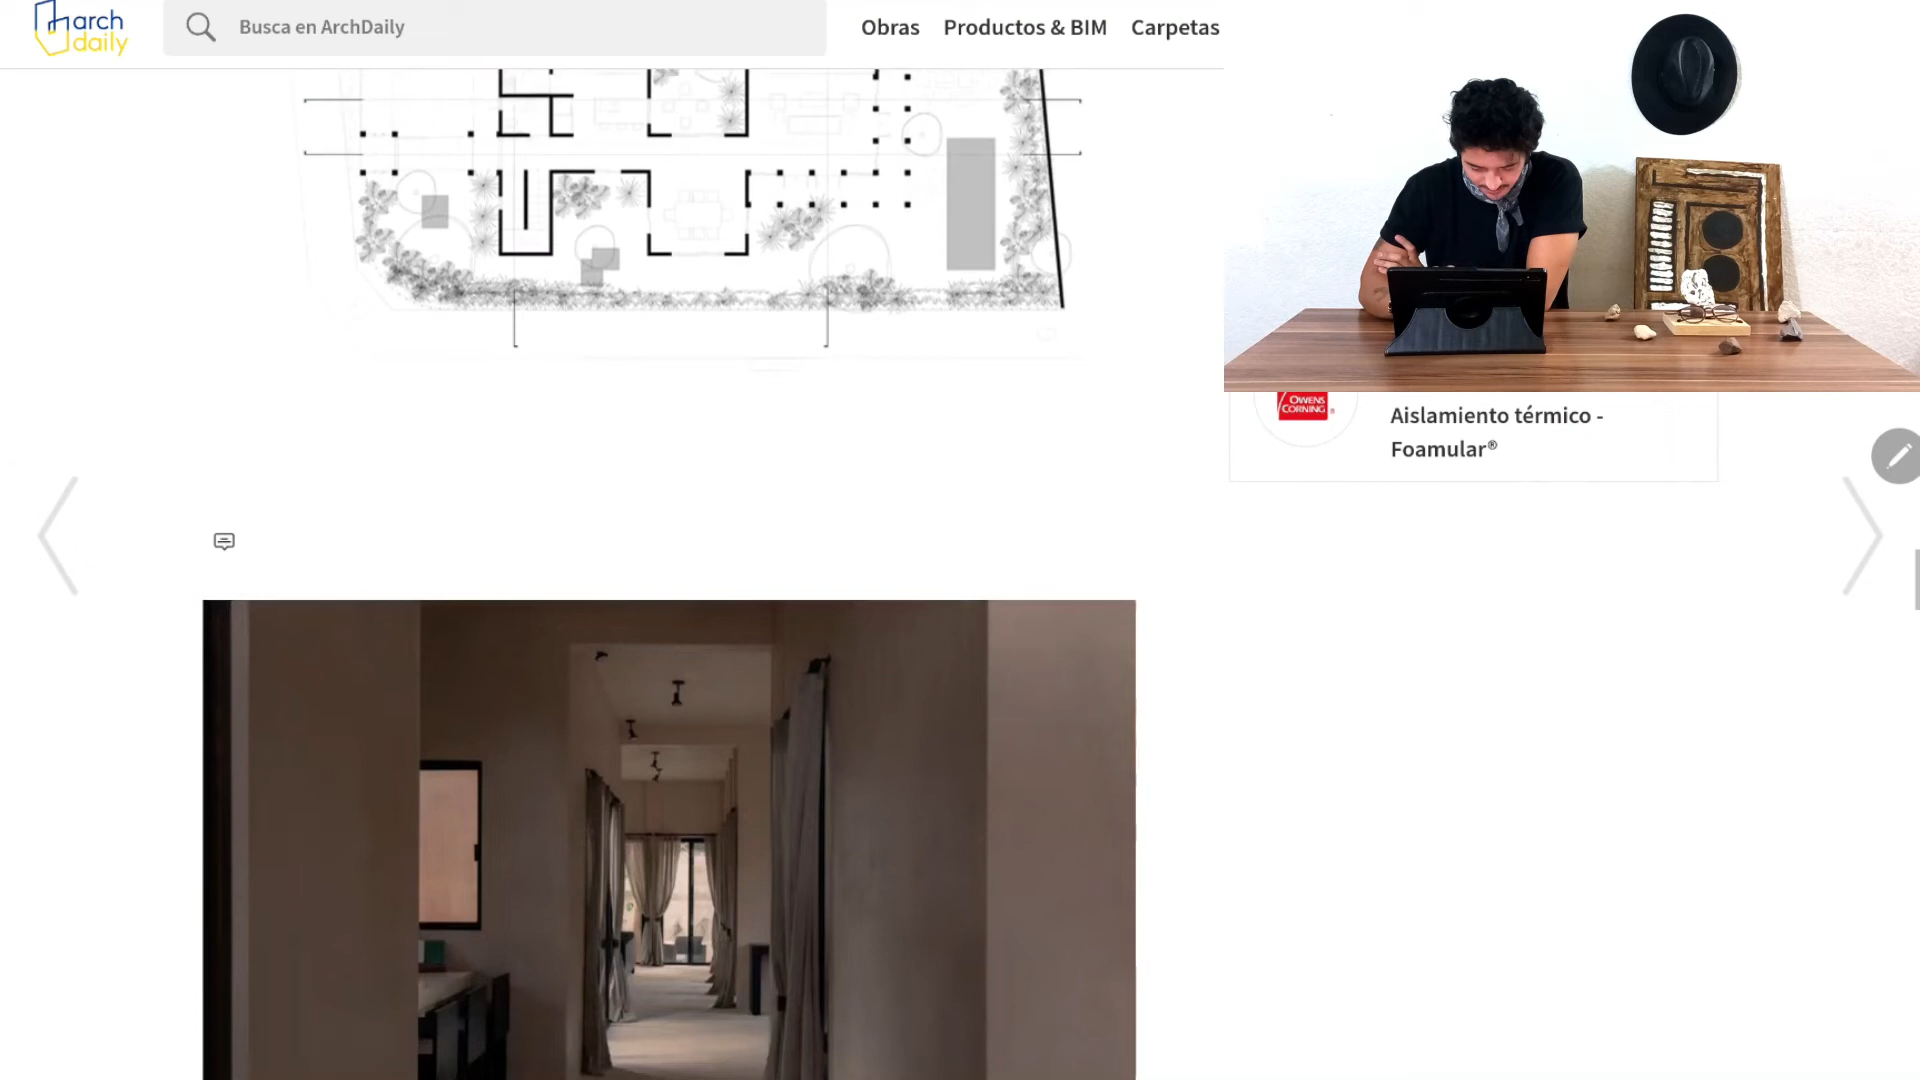 arch
daily
Busca en ArchDaily
Obras
Productos & BIM
Carpetas
OWENS
CORNING
Aislamiento térmico -
Foamular®